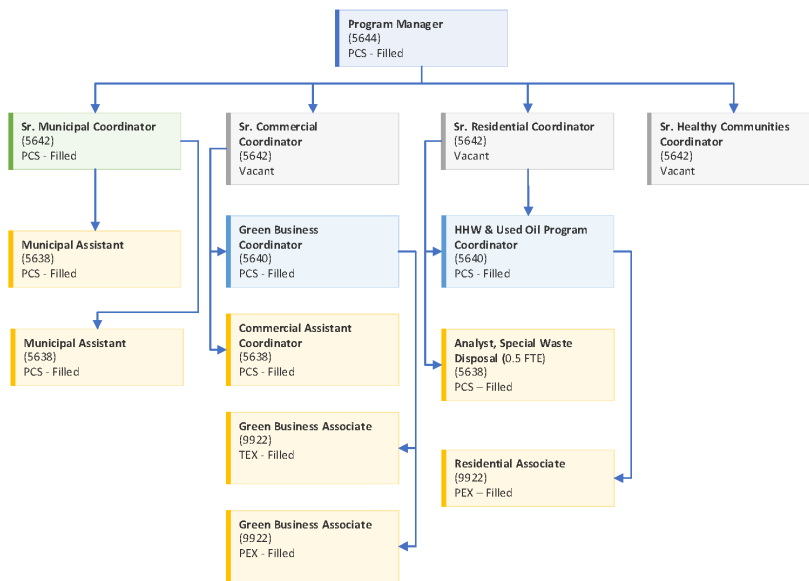 Program Manager
(5644)
PCS - Filled
Sr. Municipal Coordinator
(5642)
PCS - Filled
Sr. Commercial
Coordinator
(5642)
Vacant
Sr. Residential Coordinator
(5642)
Vacant
Sr. Healthy Communities
Coordinator
(5642)
Vacant
Municipal Assistant
(5638)
PCS - Filled
Green Business
Coordinator
(5640)
PCS - Filled
HHW & Used Oil Program
Coordinator
(5640)
PCS - Filled
Municipal Assistant
(5638)
PCS - Filled
Commercial Assistant
Coordinator
(5638)
PCS - Filled
Analyst, Special Waste
Disposal (0.5 FTE)
(5638)
PCS – Filled
Green Business Associate
(9922)
TEX - Filled
Residential Associate
(9922)
PEX – Filled
Green Business Associate
(9922)
PEX - Filled